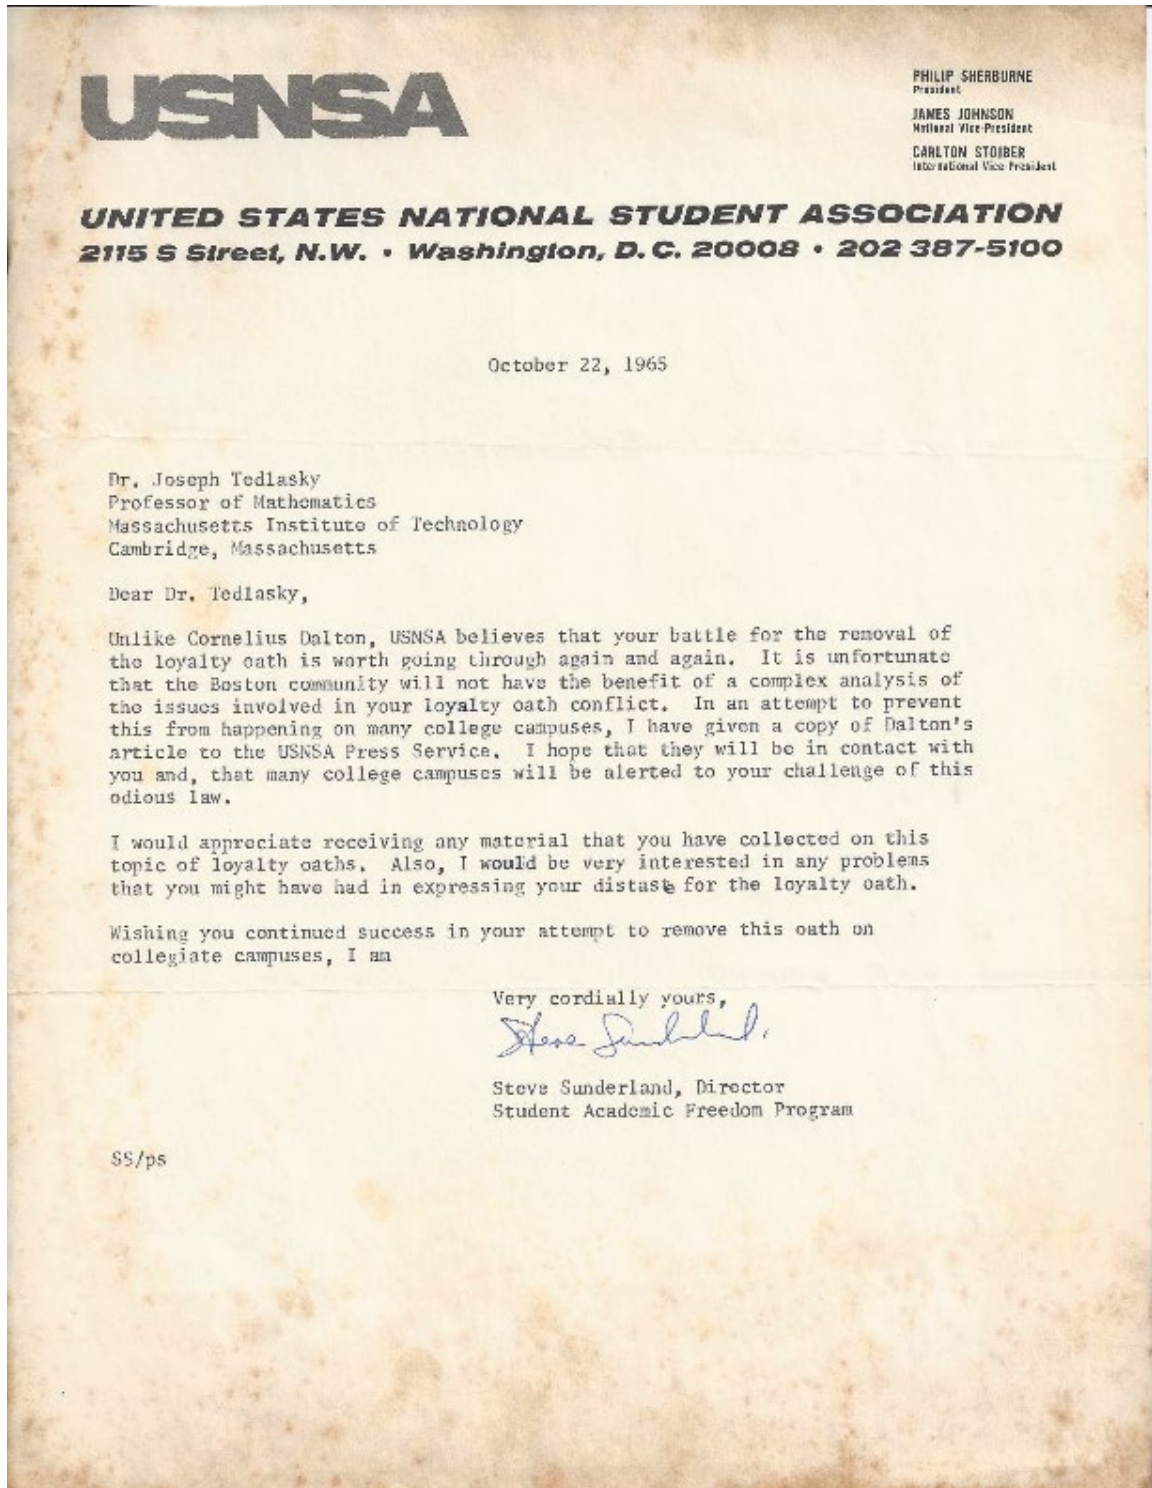 USNSA
PHILIP SHERBURNE
President
JAMES JOHNSON
National Vice-President
CARLTON STOIBER
International Vice President
UNITED STATES NATIONAL STUDENT ASSOCIATION
2115 S Street, N.W. • Washington, D. C. 20008 • 202 387-5100
October 22, 1965
Dr. Joseph Tedlasky
Professor of Mathematics
Massachusetts Institute of Technology
Cambridge, Massachusetts
Dear Dr. Tedlasky,
Unlike Cornelius Dalton, USNSA believes that your battle for the removal of
the loyalty oath is worth going through again and again. It is unfortunate
that the Boston community will not have the benefit of a complex analysis of
the issues involved in your loyalty oath conflict. In an attempt to prevent
this from happening on many college campuses, I have given a copy of Dalton's
article to the USNSA Press Service. I hope that they will be in contact with
you and, that many college campuses will be alerted to your challenge of this
odious law.
I would appreciate receiving any material that you have collected on this
topic of loyalty oaths. Also, I would be very interested in any problems
that you might have had in expressing your distaste for the loyalty oath.
Wishing you continued success in your attempt to remove this oath on
collegiate campuses, I am
Very cordially yours,
Steve Sunderland
Steve Sunderland, Director
Student Academic Freedom Program
SS/ps